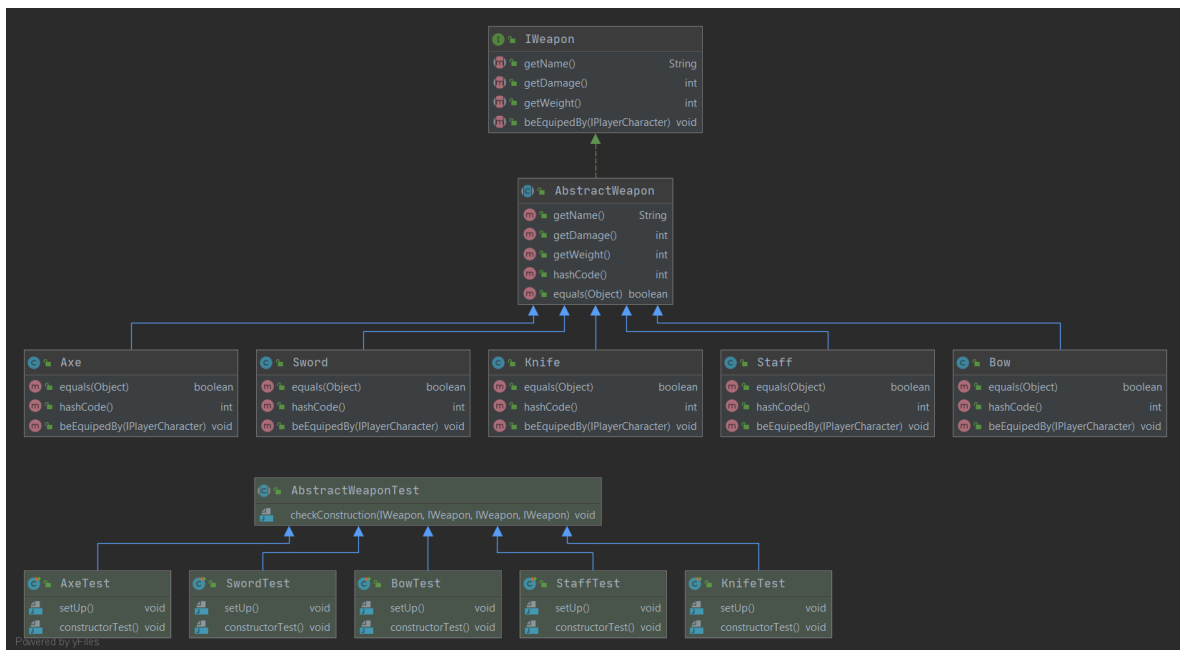 IWeapon
getName() String
getDamage() int
getWeight() int
beEquipedBy(IPlayerCharacter) void
AbstractWeapon
getName() String
getDamage() int
getWeight() int
hashCode() int
equals(Object) boolean
Axe
equals(Object) boolean
hashCode() int
beEquipedBy(IPlayerCharacter) void
Sword
equals(Object) boolean
hashCode() int
beEquipedBy(IPlayerCharacter) void
Knife
equals(Object) boolean
hashCode() int
beEquipedBy(IPlayerCharacter) void
Staff
equals(Object) boolean
hashCode() int
beEquipedBy(IPlayerCharacter) void
Bow
equals(Object) boolean
hashCode() int
beEquipedBy(IPlayerCharacter) void
AbstractWeaponTest
checkConstruction(IWeapon, IWeapon, IWeapon, IWeapon) void
AxeTest
setUp() void
constructorTest() void
SwordTest
setUp() void
constructorTest() void
BowTest
setUp() void
constructorTest() void
StaffTest
setUp() void
constructorTest() void
KnifeTest
setUp() void
constructorTest() void
Powered by yFiles